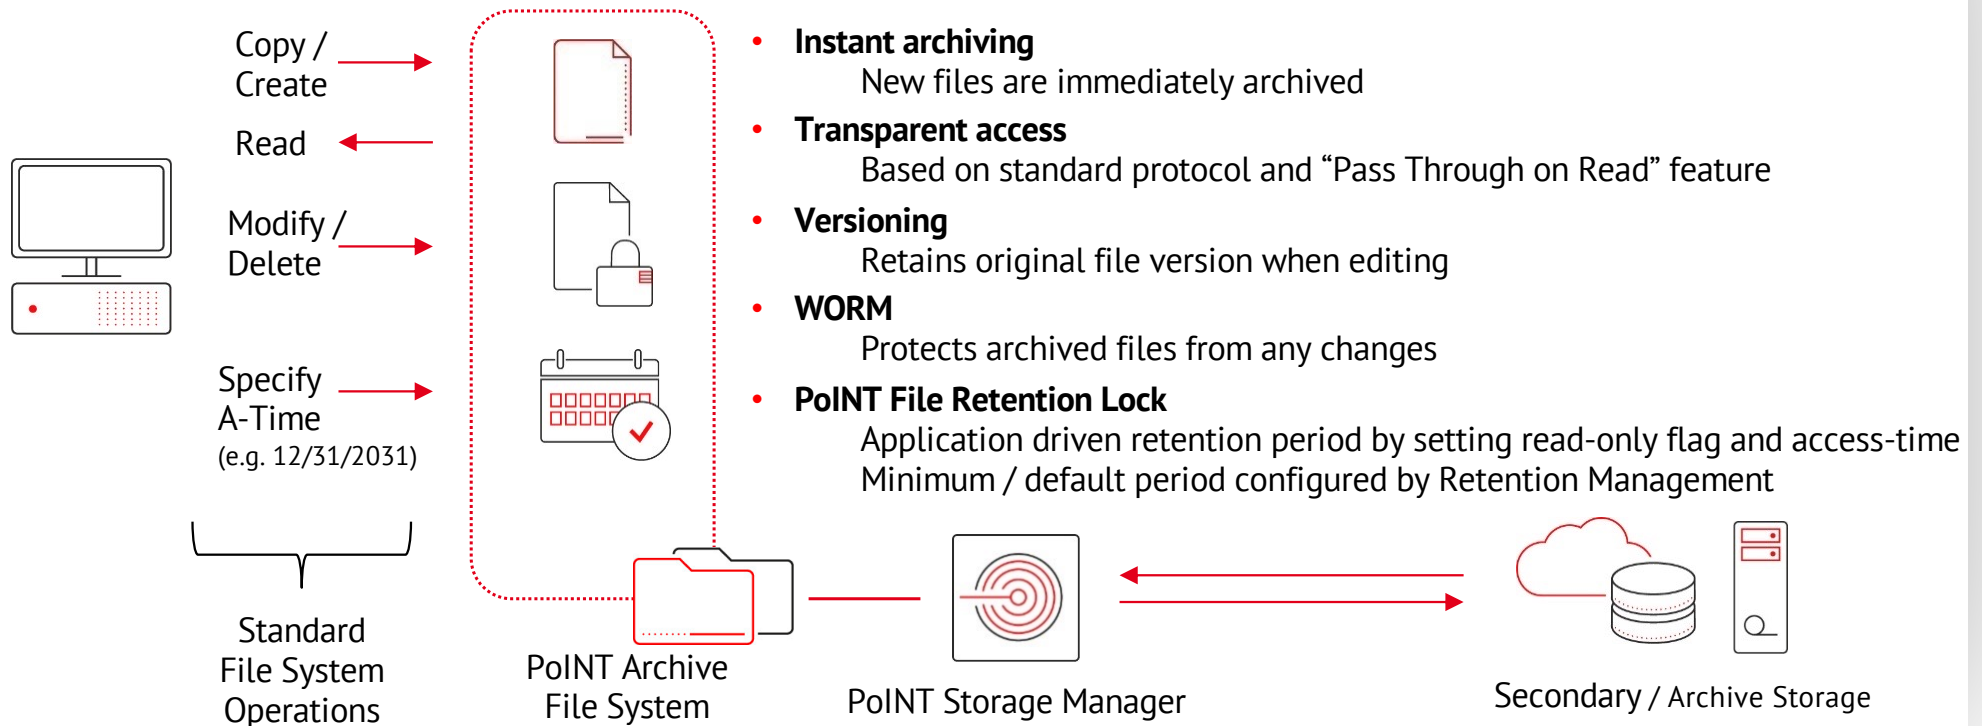 Copy /
Create
Read
Modify /
Delete
Specify
A-Time
(e.g. 12/31/2031)
Standard
File System
Operations
• Instant archiving
New files are immediately archived
• Transparent access
Based on standard protocol and “Pass Through on Read” feature
• Versioning
Retains original file version when editing
• WORM
Protects archived files from any changes
• PoINT File Retention Lock
Application driven retention period by setting read-only flag and access-time
Minimum / default period configured by Retention Management
PoINT Archive
File System
PoINT Storage Manager
Secondary / Archive Storage